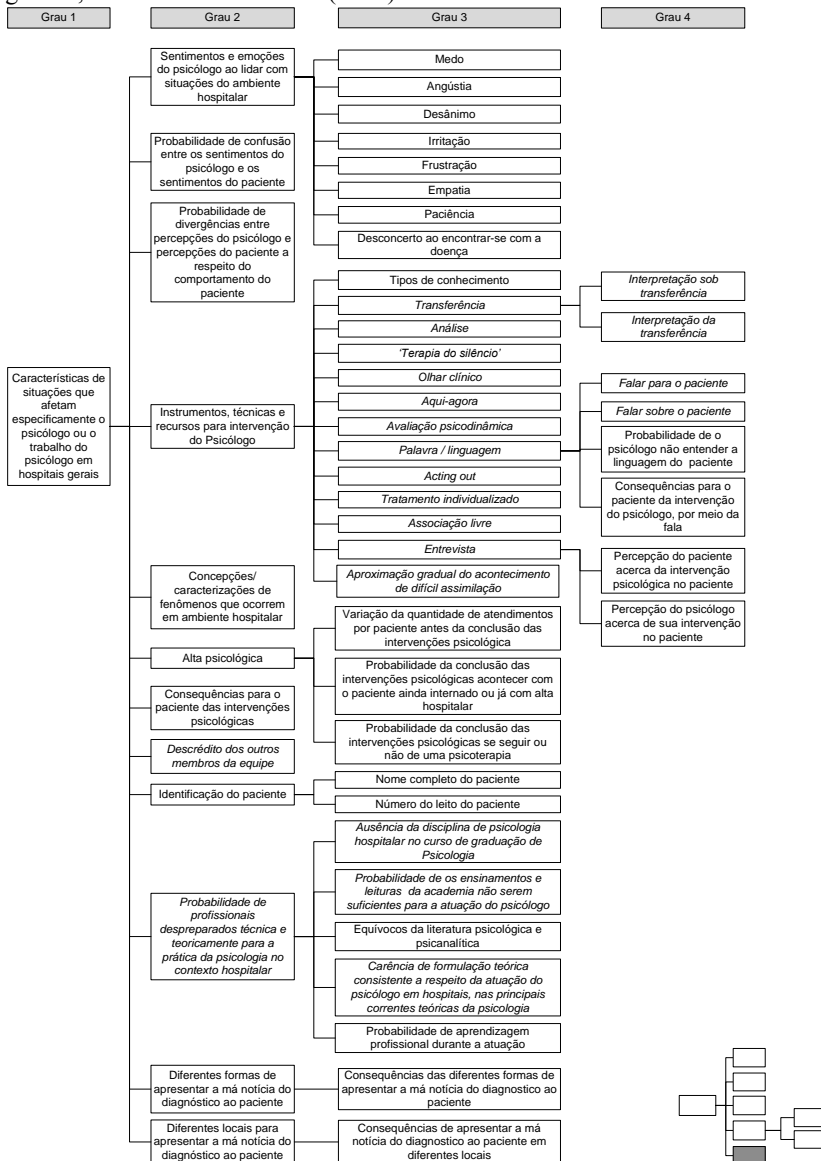 Grau 1
Grau 2
Grau 3
Grau 4
Características de
situações que
afetam
especificamente o
psicólogo ou o
trabalho do
psicólogo em
hospitais gerais
Sentimentos e emoções
do psicólogo ao lidar com
situações do ambiente
hospitalar
Medo
Angústia
Desânimo
Irritação
Frustração
Empatia
Paciência
Desconcerto ao encontrar-se com a
doença
Probabilidade de confusão
entre os sentimentos do
psicólogo e os
sentimentos do paciente
Probabilidade de
divergências entre
percepções do psicólogo e
percepções do paciente a
respeito do
comportamento do
paciente
Instrumentos, técnicas e
recursos para intervenção
do Psicólogo
Tipos de conhecimento
Transferência
Interpretação sob
transferência
Interpretação da
transferência
Análise
‘Terapia do silêncio’
Olhar clínico
Aqui-agora
Avaliação psicodinâmica
Palavra / linguagem
Falar para o paciente
Falar sobre o paciente
Probabilidade de o
psicólogo não entender a
linguagem do paciente
Consequências para o
paciente da intervenção
do psicólogo, por meio da
fala
Acting out
Tratamento individualizado
Associação livre
Entrevista
Percepção do paciente
acerca da intervenção
psicológica no paciente
Percepção do psicólogo
acerca de sua intervenção
no paciente
Aproximação gradual do acontecimento
de difícil assimilação
Concepções/
caracterizações de
fenômenos que ocorrem
em ambiente hospitalar
Alta psicológica
Variação da quantidade de atendimentos
por paciente antes da conclusão das
intervenções psicológica
Probabilidade da conclusão das
intervenções psicológicas acontecer com
o paciente ainda internado ou já com alta
hospitalar
Probabilidade da conclusão das
intervenções psicológicas se seguir ou
não de uma psicoterapia
Consequências para o
paciente das intervenções
psicológicas
Descrédito dos outros
membros da equipe
Identificação do paciente
Nome completo do paciente
Número do leito do paciente
Probabilidade de
profissionais
despreparados técnica e
teoricamente para a
prática da psicologia no
contexto hospitalar
Ausência da disciplina de psicologia
hospitalar no curso de graduação de
Psicologia
Probabilidade de os ensinamentos e
leituras da academia não serem
suficientes para a atuação do psicólogo
Equívocos da literatura psicológica e
psicanalítica
Carência de formulação teórica
consistente a respeito da atuação do
psicólogo em hospitais, nas principais
correntes teóricas da psicologia
Probabilidade de aprendizagem
profissional durante a atuação
Diferentes formas de
apresentar a má notícia do
diagnóstico ao paciente
Consequências das diferentes formas de
apresentar a má notícia do diagnostico ao
paciente
Diferentes locais para
apresentar a má notícia do
diagnóstico ao paciente
Consequências de apresentar a má
notícia do diagnostico ao paciente em
diferentes locais